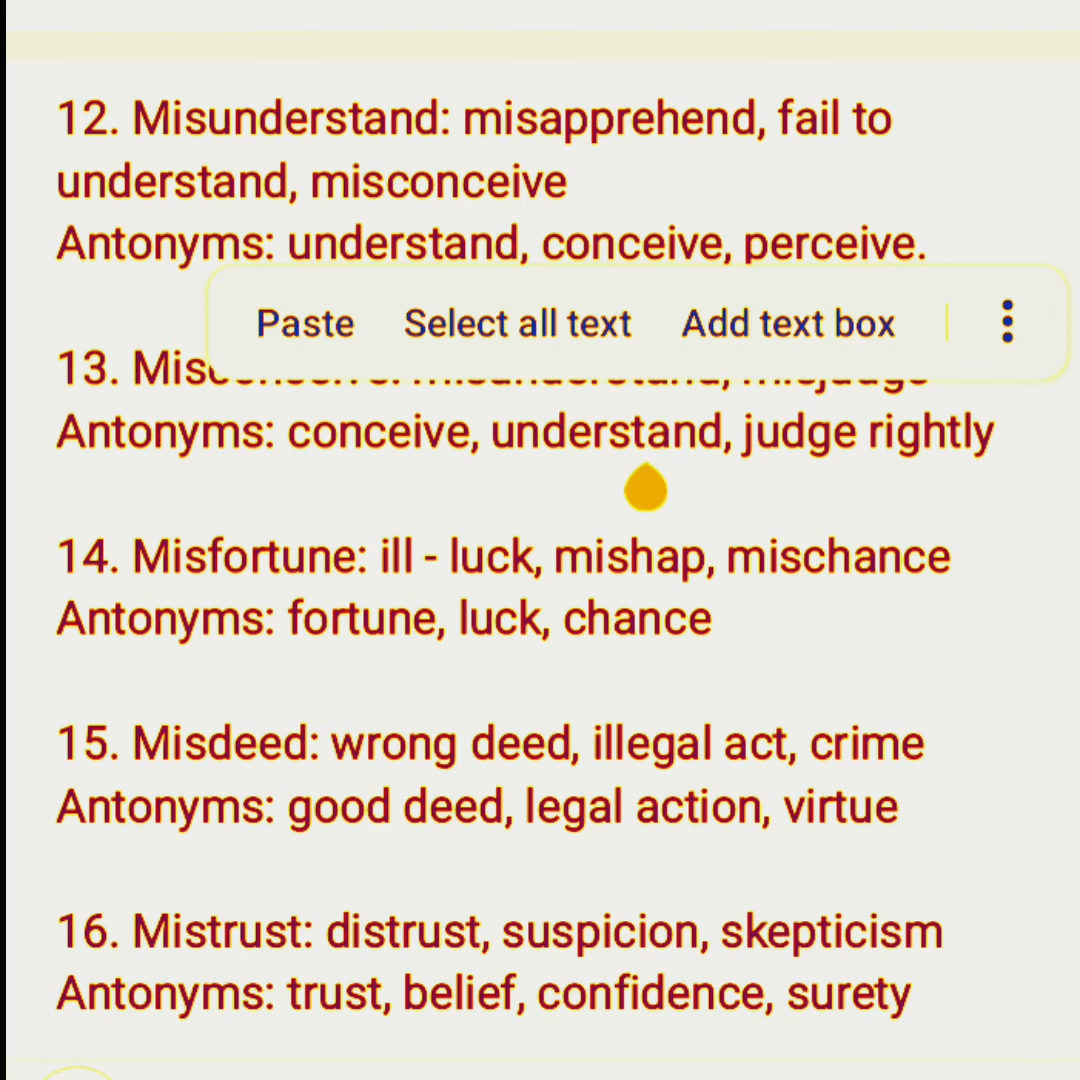 12. Misunderstand: misapprehend, fail to
understand, misconceive
Antonyms: understand, conceive, perceive.
Paste Select all text Add text box
13.
Antonyms: conceive, understand, judge rightly
14. Misfortune: ill - luck, mishap, mischance
Antonyms: fortune, luck, chance
15. Misdeed: wrong deed, illegal act, crime
Antonyms: good deed, legal action, virtue
16. Mistrust: distrust, suspicion, skepticism
Antonyms: trust, belief, confidence, surety